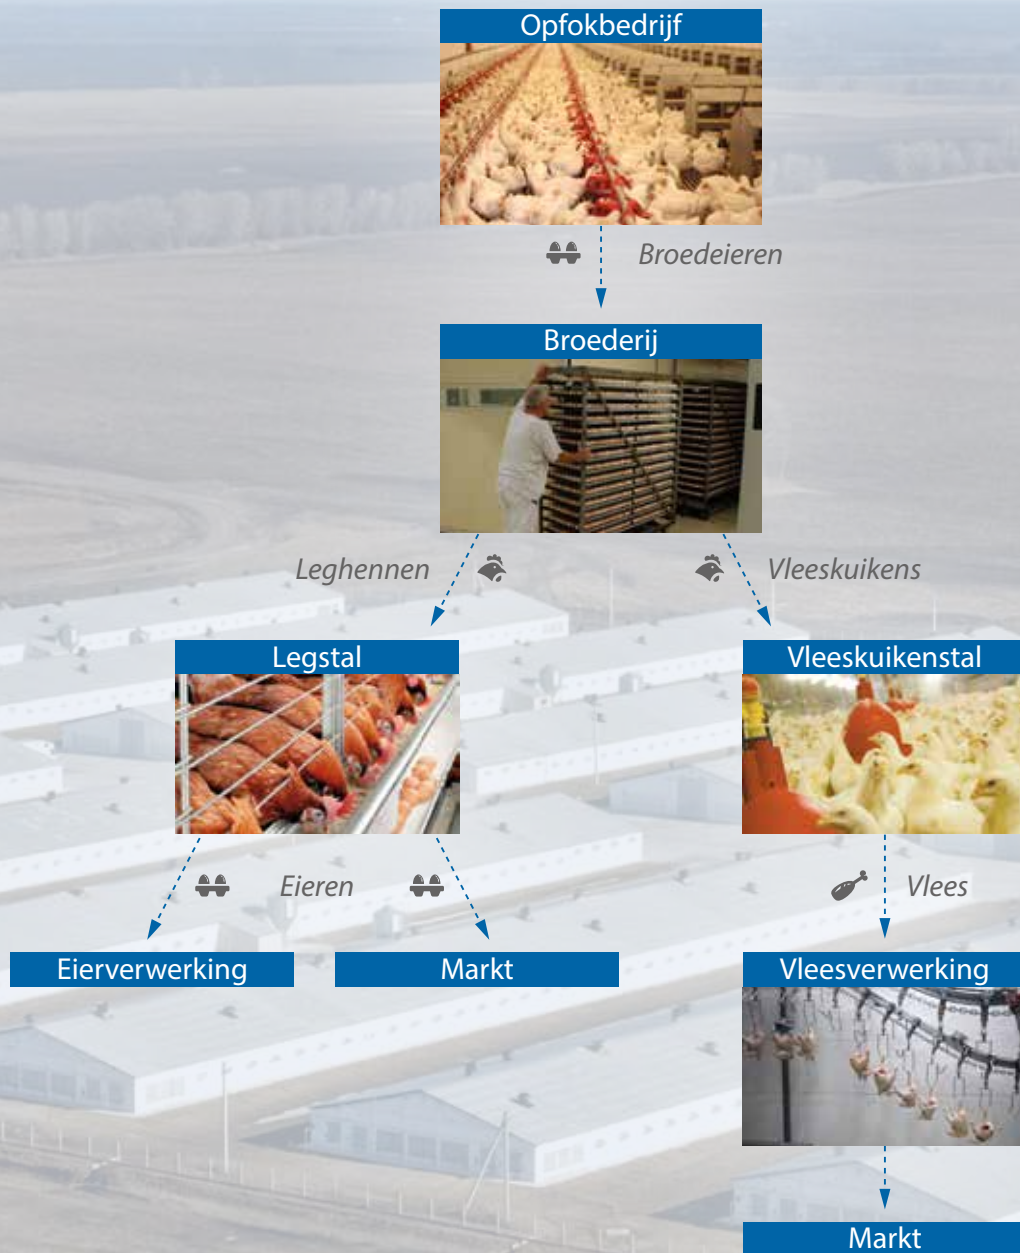 Opfokbedrijf
Broedeieren
Broederij
Leghennen
Vleeskuikens
Legstal
Vleeskuikenstal
Eieren
Vlees
Eierverwerking
Markt
Vleesverwerking
Markt